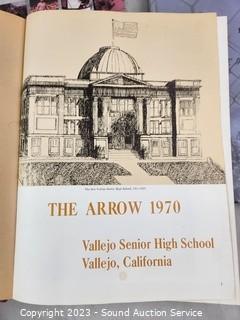 THE ARROW 1970
Vallejo Senior High School
Vallejo, California
Copyright © 2023 - Sound Auction Service